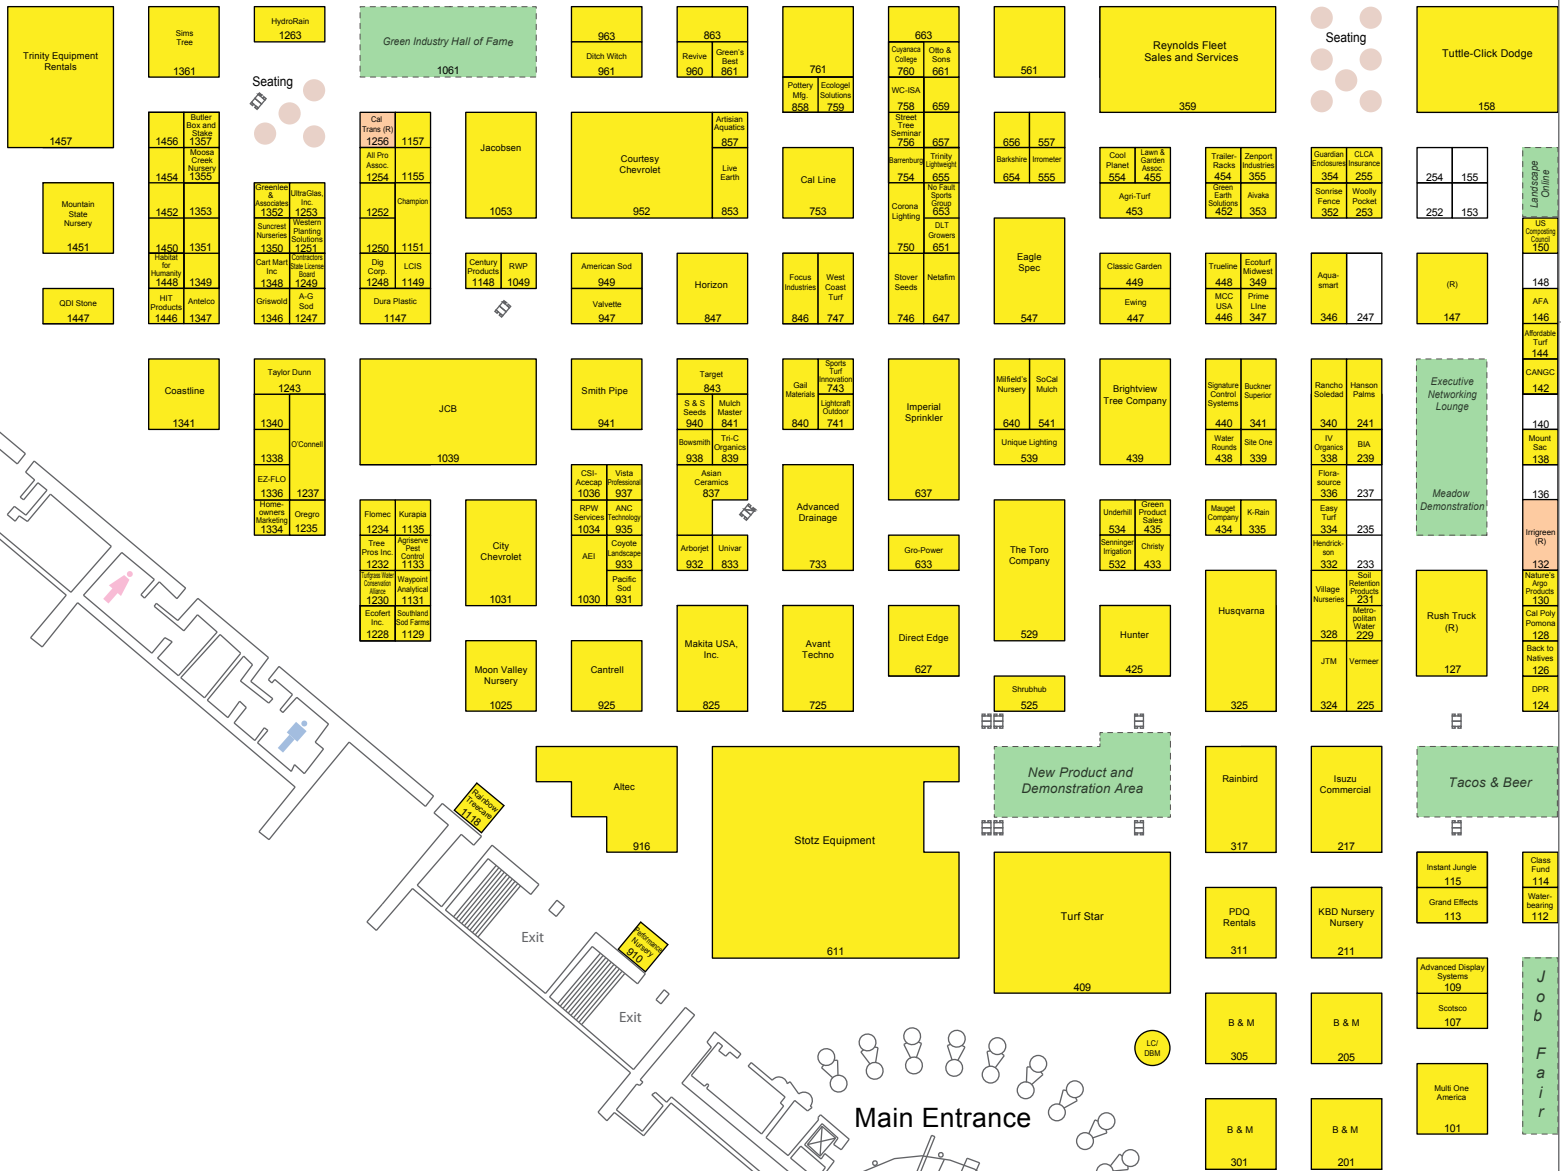 Trinity Equipment
Rentals
1457
Sims
Tree
1361
HydroRain
1263
Seating
Green Industry Hall of Fame
1061
963
Ditch Witch
961
863
Revive
960
Green's
Best
861
761
Pottery
Mfg.
858
Ecologel
Solutions
759
663
Cuyanaca
College
760
Otto &
Sons
661
WC-ISA
758
659
561
Reynolds Fleet
Sales and Services
359
Seating
Tuttle-Click Dodge
158
1456
Butler
Box and
Stake
1357
1454
Moosa
Creek
Nursery
1355
1452
1353
1450
1351
Habitat
for
Humanity
1448
1349
HIT
Products
1446
Antelco
1347
Mountain
State
Nursery
1451
QDI Stone
1447
Greenlee
&
Associates
1352
UltraGlas,
Inc.
1253
Suncrest
Nurseries
1350
Western
Planting
Solutions
1251
Cart Mart
Inc
1348
Contractors
State License
Board
1249
Griswold
1346
A-G
Sod
1247
Cal
Trans (R)
1256
1157
All Pro
Assoc.
1254
1155
1252
Champion
1250
1151
Dig
Corp.
1248
LCIS
1149
Dura Plastic
1147
Jacobsen
1053
Century
Products
1148
RWP
1049
Courtesy
Chevrolet
952
Artisian
Aquatics
857
Live
Earth
853
American Sod
949
Valvette
947
Horizon
847
Cal Line
753
Focus
Industries
846
West
Coast
Turf
747
Street
Tree
Seminar
756
657
Barrenburg
754
Trinity
Lightweight
655
Corona
Lighting
750
No Fault
Sports
Group
653
DLT
Growers
651
Stover
Seeds
746
Netafim
647
656
557
Barkshire
654
Irrometer
555
Eagle
Spec
547
Cool
Planet
554
Lawn &
Garden
Assoc.
455
Agri-Turf
453
Classic Garden
449
Ewing
447
Trailer-
Racks
454
Zenport
Industries
355
Green
Earth
Solutions
452
Aivaka
353
Trueline
448
Ecoturf
Midwest
349
MCC
USA
446
Prime
LIne
347
Guardian
Enclosures
354
CLCA
Insurance
255
Sonrise
Fence
352
Woolly
Pocket
253
Aqua-
smart
346
247
254
155
252
153
(R)
147
Landscape
Online
US
Composting
Council
150
148
AFA
146
Affordable
Turf
144
CANGC
142
140
Mount
Sac
138
136
Irrigreen
(R)
132
Nature's
Argo
Products
130
Cal Poly
Pomona
128
Back to
Natives
126
DPR
124
Coastline
1341
Taylor Dunn
1243
1340
1338
O'Connell
1237
EZ-FLO
1336
Home-
owners
Marketing
1334
Oregro
1235
JCB
1039
Flomec
1234
Kurapia
1135
Tree
Pros Inc.
1232
Agriserve
Pest
Control
1133
Turfgrass Water
Conservation
Alliance
1230
Waypoint
Analytical
1131
Ecofert
Inc.
1228
Southland
Sod Farms
1129
City
Chevrolet
1031
Moon Valley
Nursery
1025
Smith Pipe
941
CSI-
Acecap
1036
Vista
Professional
937
RPW
Services
1034
ANC
Technology
935
AEI
1030
Coyote
Landscape
933
Pacific
Sod
931
Cantrell
925
Target
843
S & S
Seeds
940
Mulch
Master
841
Bowsmith
938
Tri-C
Organics
839
Asian
Ceramics
837
Arborjet
932
Univar
833
Makita USA,
Inc.
825
Gail
Materials
840
Sports
Turf
Innovation
743
Lightcraft
Outdoor
741
Advanced
Drainage
733
Avant
Techno
725
Imperial
Sprinkler
637
Gro-Power
633
Direct Edge
627
Milfield's
Nursery
640
SoCal
Mulch
541
Unique Lighting
539
The Toro
Company
529
Shrubhub
525
Brightview
Tree Company
439
Underhill
534
Green
Product
Sales
435
Senninger
Irrigation
532
Christy
433
Hunter
425
Signature
Control
Systems
440
Buckner
Superior
341
Water
Rounds
438
Site One
339
Mauget
Company
434
K-Rain
335
Husqvarna
325
Rancho
Soledad
340
Hanson
Palms
241
IV
Organics
338
BIA
239
Flora-
source
336
237
Easy
Turf
334
235
Hendrick-
son
332
233
Village
Nurseries
328
Soil
Retention
Products
231
Metro-
politan
Water
229
JTM
324
Vermeer
225
Executive
Networking
Lounge
Meadow
Demonstration
Rush Truck
(R)
127
Rainbow
Treecare
1118
Altec
916
Stotz Equipment
611
New Product and
Demonstration Area
Rainbird
317
Isuzu
Commercial
217
Tacos & Beer
Turf Star
409
PDQ
Rentals
311
KBD Nursery
Nursery
211
Instant Jungle
115
Grand Effects
113
Class
Fund
114
Water-
bearing
112
Exit
Performance
Nursery
910
Exit
Advanced Display
Systems
109
Scotsco
107
Job Fair
B & M
305
B & M
205
LC/
DBM
Multi One
America
101
Main Entrance
B & M
301
B & M
201